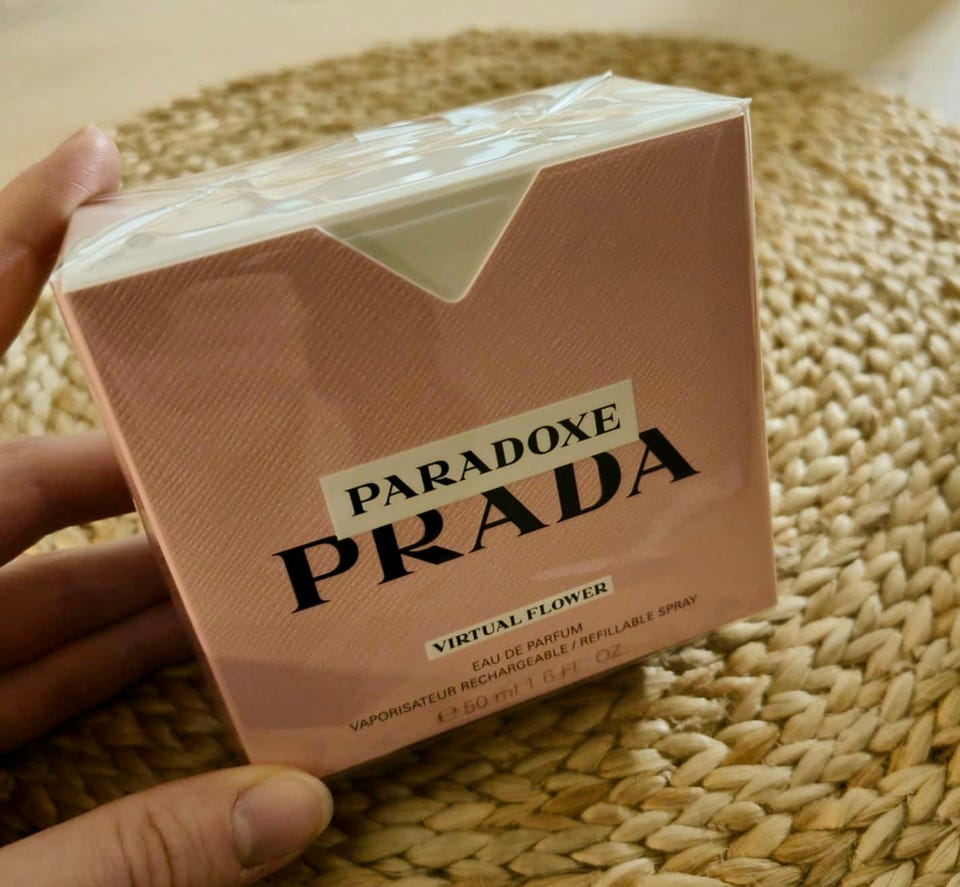 PARADOXE
PRADA
VIRTUAL FLOWER
EAU DE PARFUM
VAPORISATEUR RECHARGEABLE / REFILLABLE SPRAY
℮ 50 ml 1.6 FL. OZ.